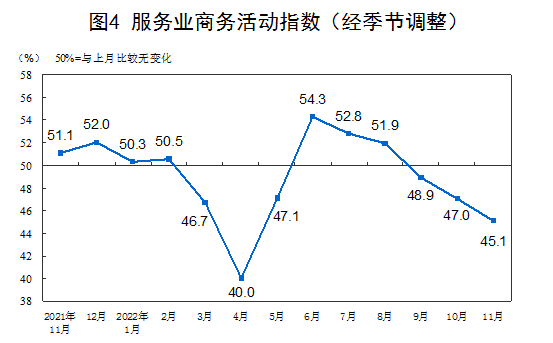 图4 服务业商务活动指数（经季节调整）
（%） 50%=与上月比较无变化
58
56
54
52
50
48
46
44
42
40
38
51.1
52.0
50.3
50.5
46.7
40.0
47.1
54.3
52.8
51.9
48.9
47.0
45.1
2021年
11月
12月
2022年
1月
2月
3月
4月
5月
6月
7月
8月
9月
10月
11月